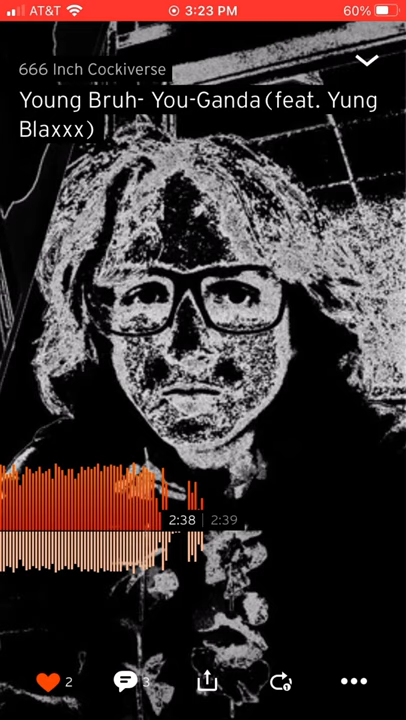 AT&T 3:23 PM 60%
666 Inch Cockiverse
Young Bruh- You-Ganda (feat. Yung
Blaxxx)
2:38 2:39
2 3
1